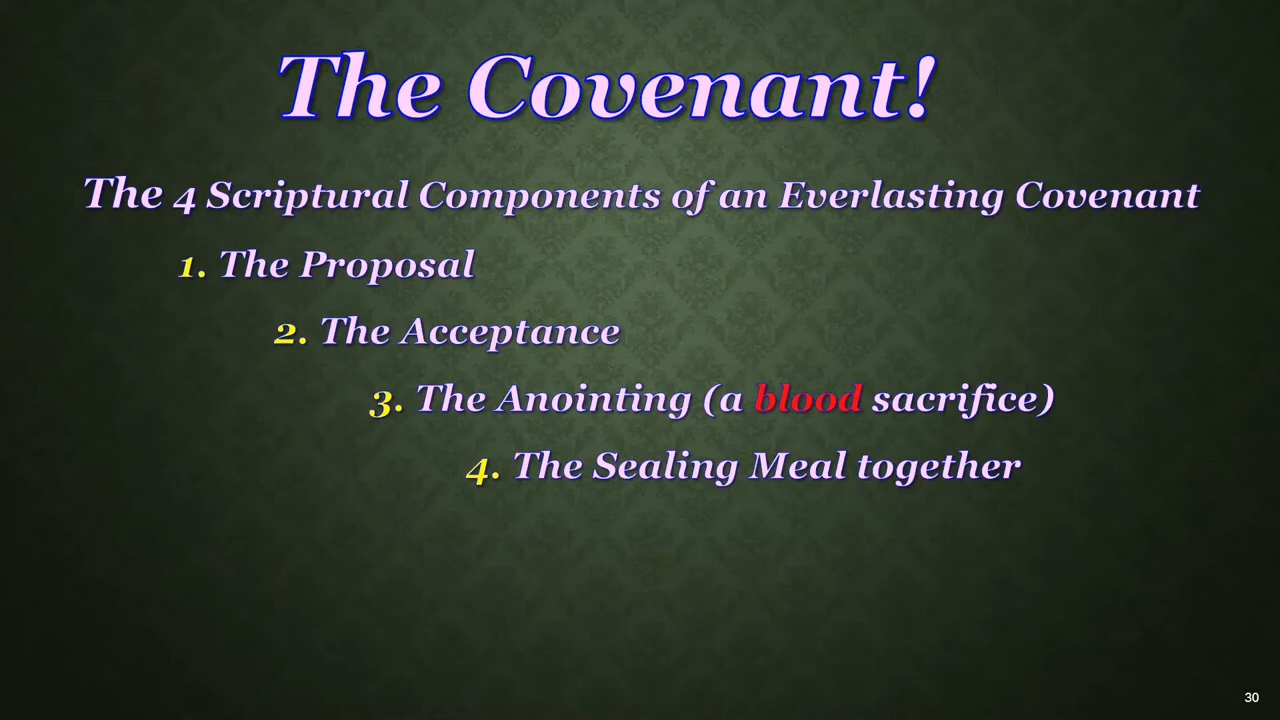 The Covenant!
The 4 Scriptural Components of an Everlasting Covenant
1. The Proposal
2. The Acceptance
3. The Anointing (a blood sacrifice)
4. The Sealing Meal together
30